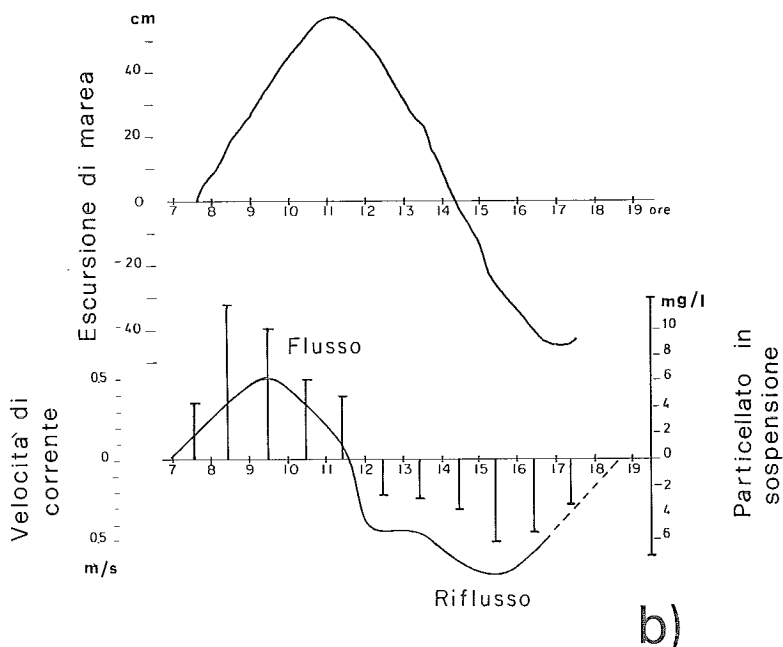 cm
40
20
0
-20
-40
Escursione di marea
7 8 9 10 11 12 13 14 15 16 17 18 19 ore
mg/l
10
8
6
4
2
0
2
4
6
Particellato in
sospensione
Flusso
0,5
0
0,5
m/s
Velocità di
corrente
7 8 9 10 11 12 13 14 15 16 17 18 19
Riflusso
b)